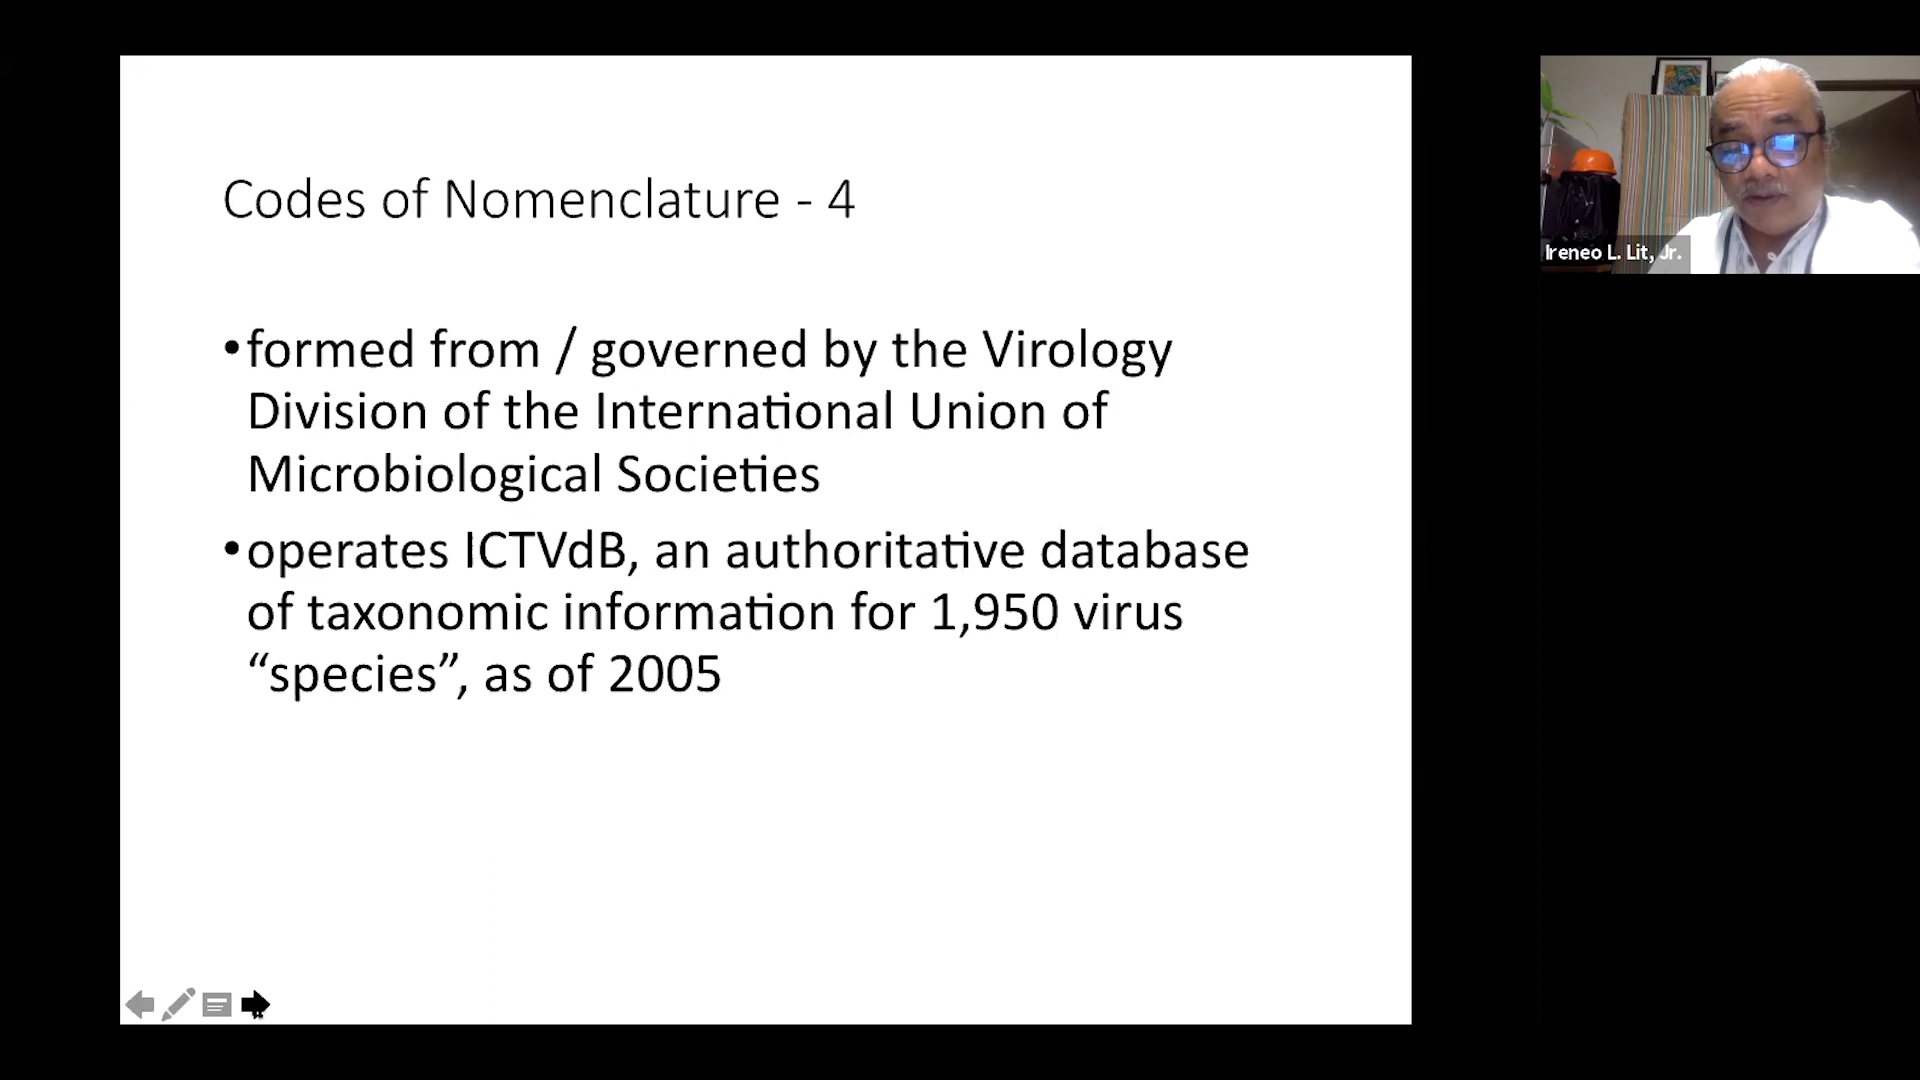 Codes of Nomenclature - 4
•formed from / governed by the Virology
Division of the International Union of
Microbiological Societies
•operates ICTVdB, an authoritative database
of taxonomic information for 1,950 virus
“species”, as of 2005
Ireneo L. Lit, Jr.